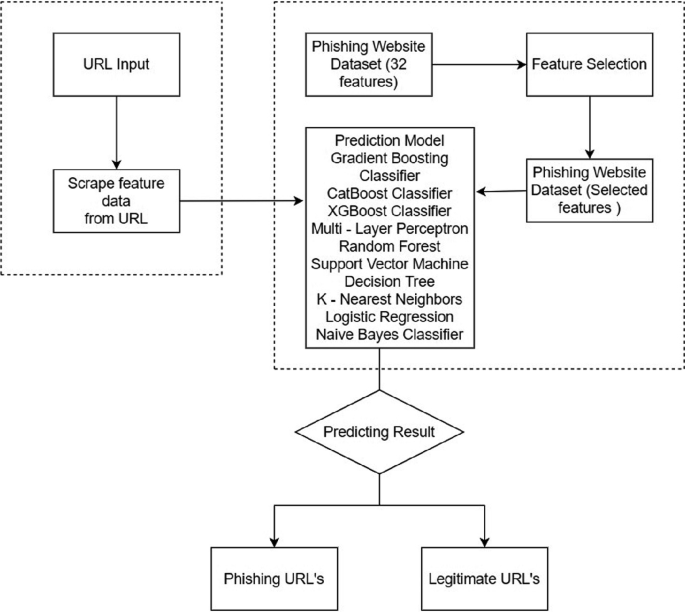 URL Input
Scrape feature
data
from URL
Phishing Website
Dataset (32
features)
Feature Selection
Phishing Website
Dataset (Selected
features )
Prediction Model
Gradient Boosting
Classifier
CatBoost Classifier
XGBoost Classifier
Multi - Layer Perceptron
Random Forest
Support Vector Machine
Decision Tree
K - Nearest Neighbors
Logistic Regression
Naive Bayes Classifier
Predicting Result
Phishing URL's
Legitimate URL's